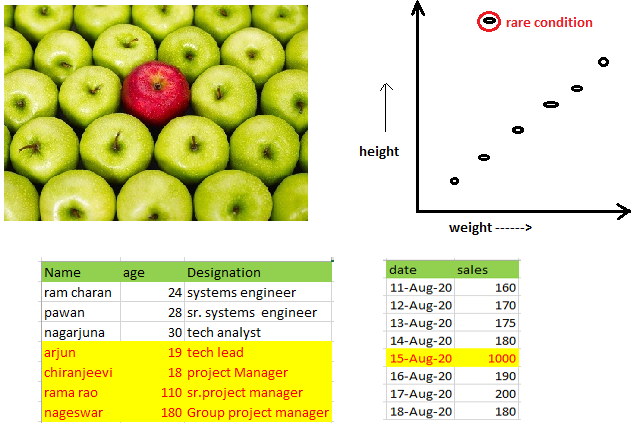 rare condition
height
weight ------>
Name age Designation
ram charan 24 systems engineer
pawan 28 sr. systems engineer
nagarjuna 30 tech analyst
arjun 19 tech lead
chiranjeevi 18 project Manager
rama rao 110 sr.project manager
nageswar 180 Group project manager
date sales
11-Aug-20 160
12-Aug-20 170
13-Aug-20 175
14-Aug-20 180
15-Aug-20 1000
16-Aug-20 190
17-Aug-20 200
18-Aug-20 180